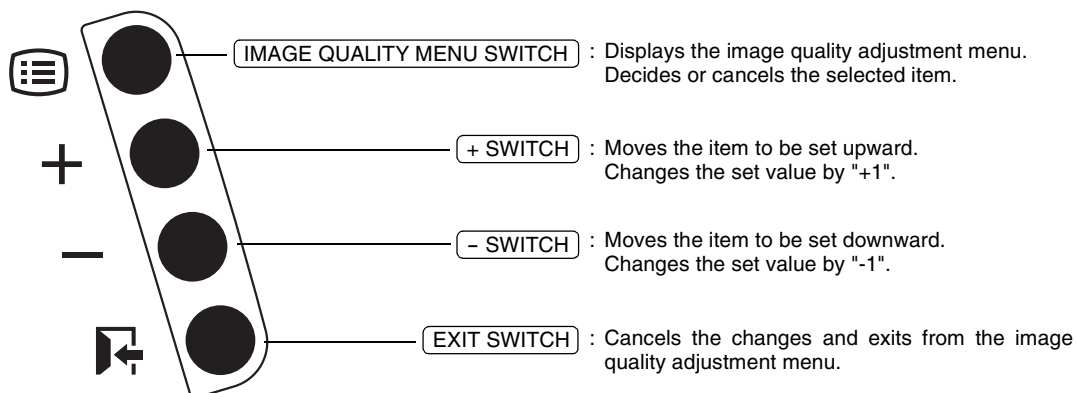 IMAGE QUALITY MENU SWITCH : Displays the image quality adjustment menu.
Decides or cancels the selected item.
+ SWITCH : Moves the item to be set upward.
Changes the set value by "+1".
– SWITCH : Moves the item to be set downward.
Changes the set value by "-1".
EXIT SWITCH : Cancels the changes and exits from the image
quality adjustment menu.